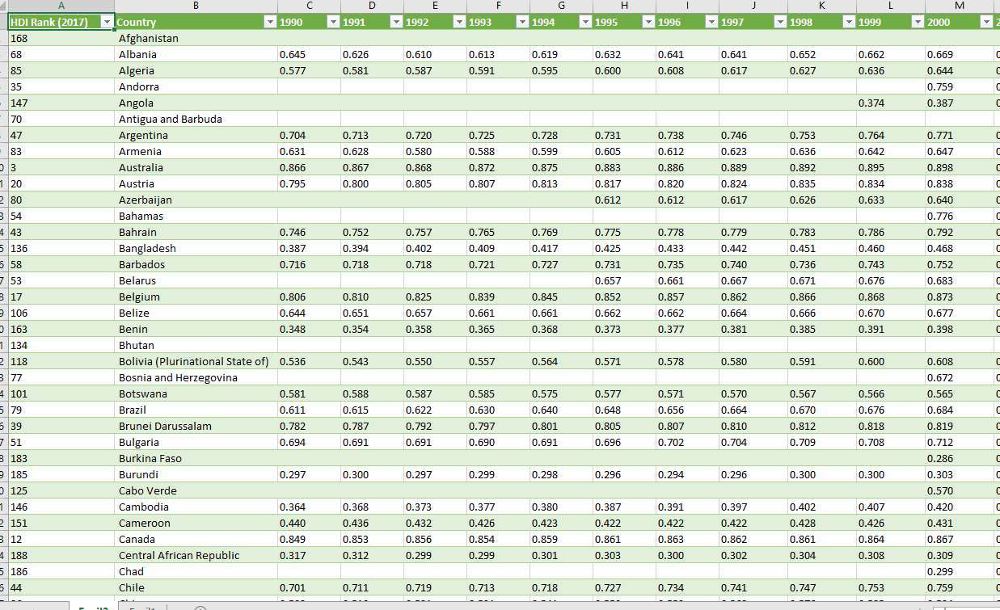 A B C D E F G H I J K L M
HDI Rank (2017) Country 1990 1991 1992 1993 1994 1995 1996 1997 1998 1999 2000
168 Afghanistan
68 Albania 0.645 0.626 0.610 0.613 0.619 0.632 0.641 0.641 0.652 0.662 0.669
85 Algeria 0.577 0.581 0.587 0.591 0.595 0.600 0.608 0.617 0.627 0.636 0.644
35 Andorra 0.759
147 Angola 0.374 0.387
70 Antigua and Barbuda
47 Argentina 0.704 0.713 0.720 0.725 0.728 0.731 0.738 0.746 0.753 0.764 0.771
83 Armenia 0.631 0.628 0.580 0.588 0.599 0.605 0.612 0.623 0.636 0.642 0.647
3 Australia 0.866 0.867 0.868 0.872 0.875 0.883 0.886 0.889 0.892 0.895 0.898
20 Austria 0.795 0.800 0.805 0.807 0.813 0.817 0.820 0.824 0.835 0.834 0.838
80 Azerbaijan 0.612 0.612 0.617 0.626 0.633 0.640
54 Bahamas 0.776
43 Bahrain 0.746 0.752 0.757 0.765 0.769 0.775 0.778 0.779 0.783 0.786 0.792
136 Bangladesh 0.387 0.394 0.402 0.409 0.417 0.425 0.433 0.442 0.451 0.460 0.468
58 Barbados 0.716 0.718 0.718 0.721 0.727 0.731 0.735 0.740 0.736 0.743 0.752
53 Belarus 0.657 0.661 0.667 0.671 0.676 0.683
17 Belgium 0.806 0.810 0.825 0.839 0.845 0.852 0.857 0.862 0.866 0.868 0.873
106 Belize 0.644 0.651 0.657 0.661 0.661 0.662 0.662 0.664 0.666 0.670 0.677
163 Benin 0.348 0.354 0.358 0.365 0.368 0.373 0.377 0.381 0.385 0.391 0.398
134 Bhutan
118 Bolivia (Plurinational State of) 0.536 0.543 0.550 0.557 0.564 0.571 0.578 0.580 0.591 0.600 0.608
77 Bosnia and Herzegovina 0.672
101 Botswana 0.581 0.588 0.587 0.585 0.575 0.577 0.571 0.570 0.567 0.566 0.565
79 Brazil 0.611 0.615 0.622 0.630 0.640 0.648 0.656 0.664 0.670 0.676 0.684
39 Brunei Darussalam 0.782 0.787 0.792 0.797 0.801 0.805 0.807 0.810 0.812 0.818 0.819
51 Bulgaria 0.694 0.691 0.691 0.690 0.691 0.696 0.702 0.704 0.709 0.708 0.712
183 Burkina Faso 0.286
185 Burundi 0.297 0.300 0.297 0.299 0.298 0.296 0.294 0.296 0.300 0.300 0.303
125 Cabo Verde 0.570
146 Cambodia 0.364 0.368 0.373 0.377 0.380 0.387 0.391 0.397 0.402 0.407 0.420
151 Cameroon 0.440 0.436 0.432 0.426 0.423 0.422 0.422 0.422 0.428 0.426 0.431
12 Canada 0.849 0.853 0.856 0.854 0.859 0.861 0.863 0.862 0.861 0.864 0.867
188 Central African Republic 0.317 0.312 0.299 0.299 0.301 0.303 0.300 0.302 0.304 0.308 0.309
186 Chad 0.299
44 Chile 0.701 0.711 0.719 0.713 0.718 0.727 0.734 0.741 0.747 0.753 0.759